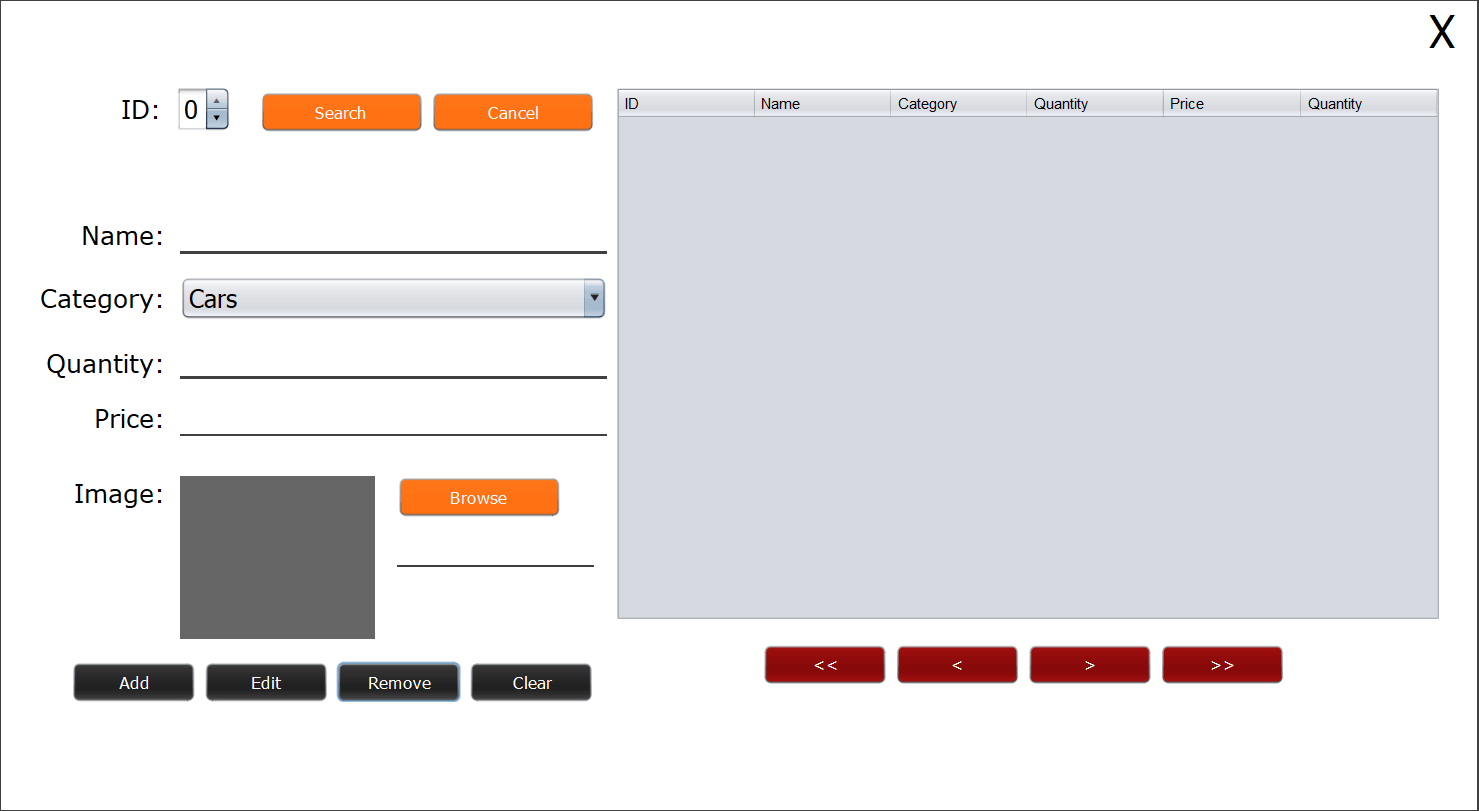 X
ID: 0 Search Cancel
ID Name Category Quantity Price Quantity
Name:
Category: Cars
Quantity:
Price:
Image: Browse
Add Edit Remove Clear
<< < > >>